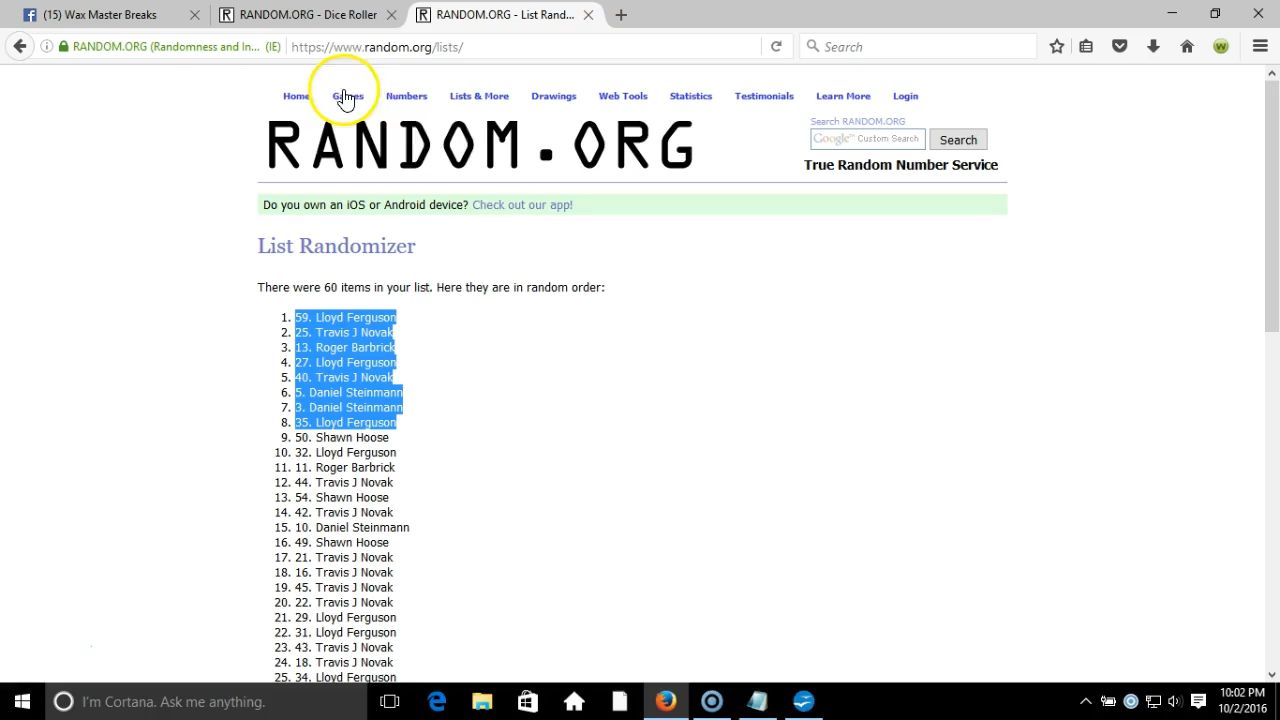 (15) Wax Master Breaks
RANDOM.ORG - Dice Roller
RANDOM.ORG - List Rand...
RANDOM.ORG (Randomness and In... (IE)
https://www.random.org/lists/
Search
Home
Games
Numbers
Lists & More
Drawings
Web Tools
Statistics
Testimonials
Learn More
Login
RANDOM.ORG
Search RANDOM.ORG
Google™ Custom Search
Search
True Random Number Service
Do you own an iOS or Android device? Check out our app!
List Randomizer
There were 60 items in your list. Here they are in random order:
1. 59. Lloyd Ferguson
2. 25. Travis J Novak
3. 13. Roger Barbrick
4. 27. Lloyd Ferguson
5. 40. Travis J Novak
6. 5. Daniel Steinmann
7. 3. Daniel Steinmann
8. 35. Lloyd Ferguson
9. 50. Shawn Hoose
10. 32. Lloyd Ferguson
11. 11. Roger Barbrick
12. 44. Travis J Novak
13. 54. Shawn Hoose
14. 42. Travis J Novak
15. 10. Daniel Steinmann
16. 49. Shawn Hoose
17. 21. Travis J Novak
18. 16. Travis J Novak
19. 45. Travis J Novak
20. 22. Travis J Novak
21. 29. Lloyd Ferguson
22. 31. Lloyd Ferguson
23. 43. Travis J Novak
24. 18. Travis J Novak
25. 34. Lloyd Ferguson
I'm Cortana. Ask me anything.
10:02 PM
10/2/2016